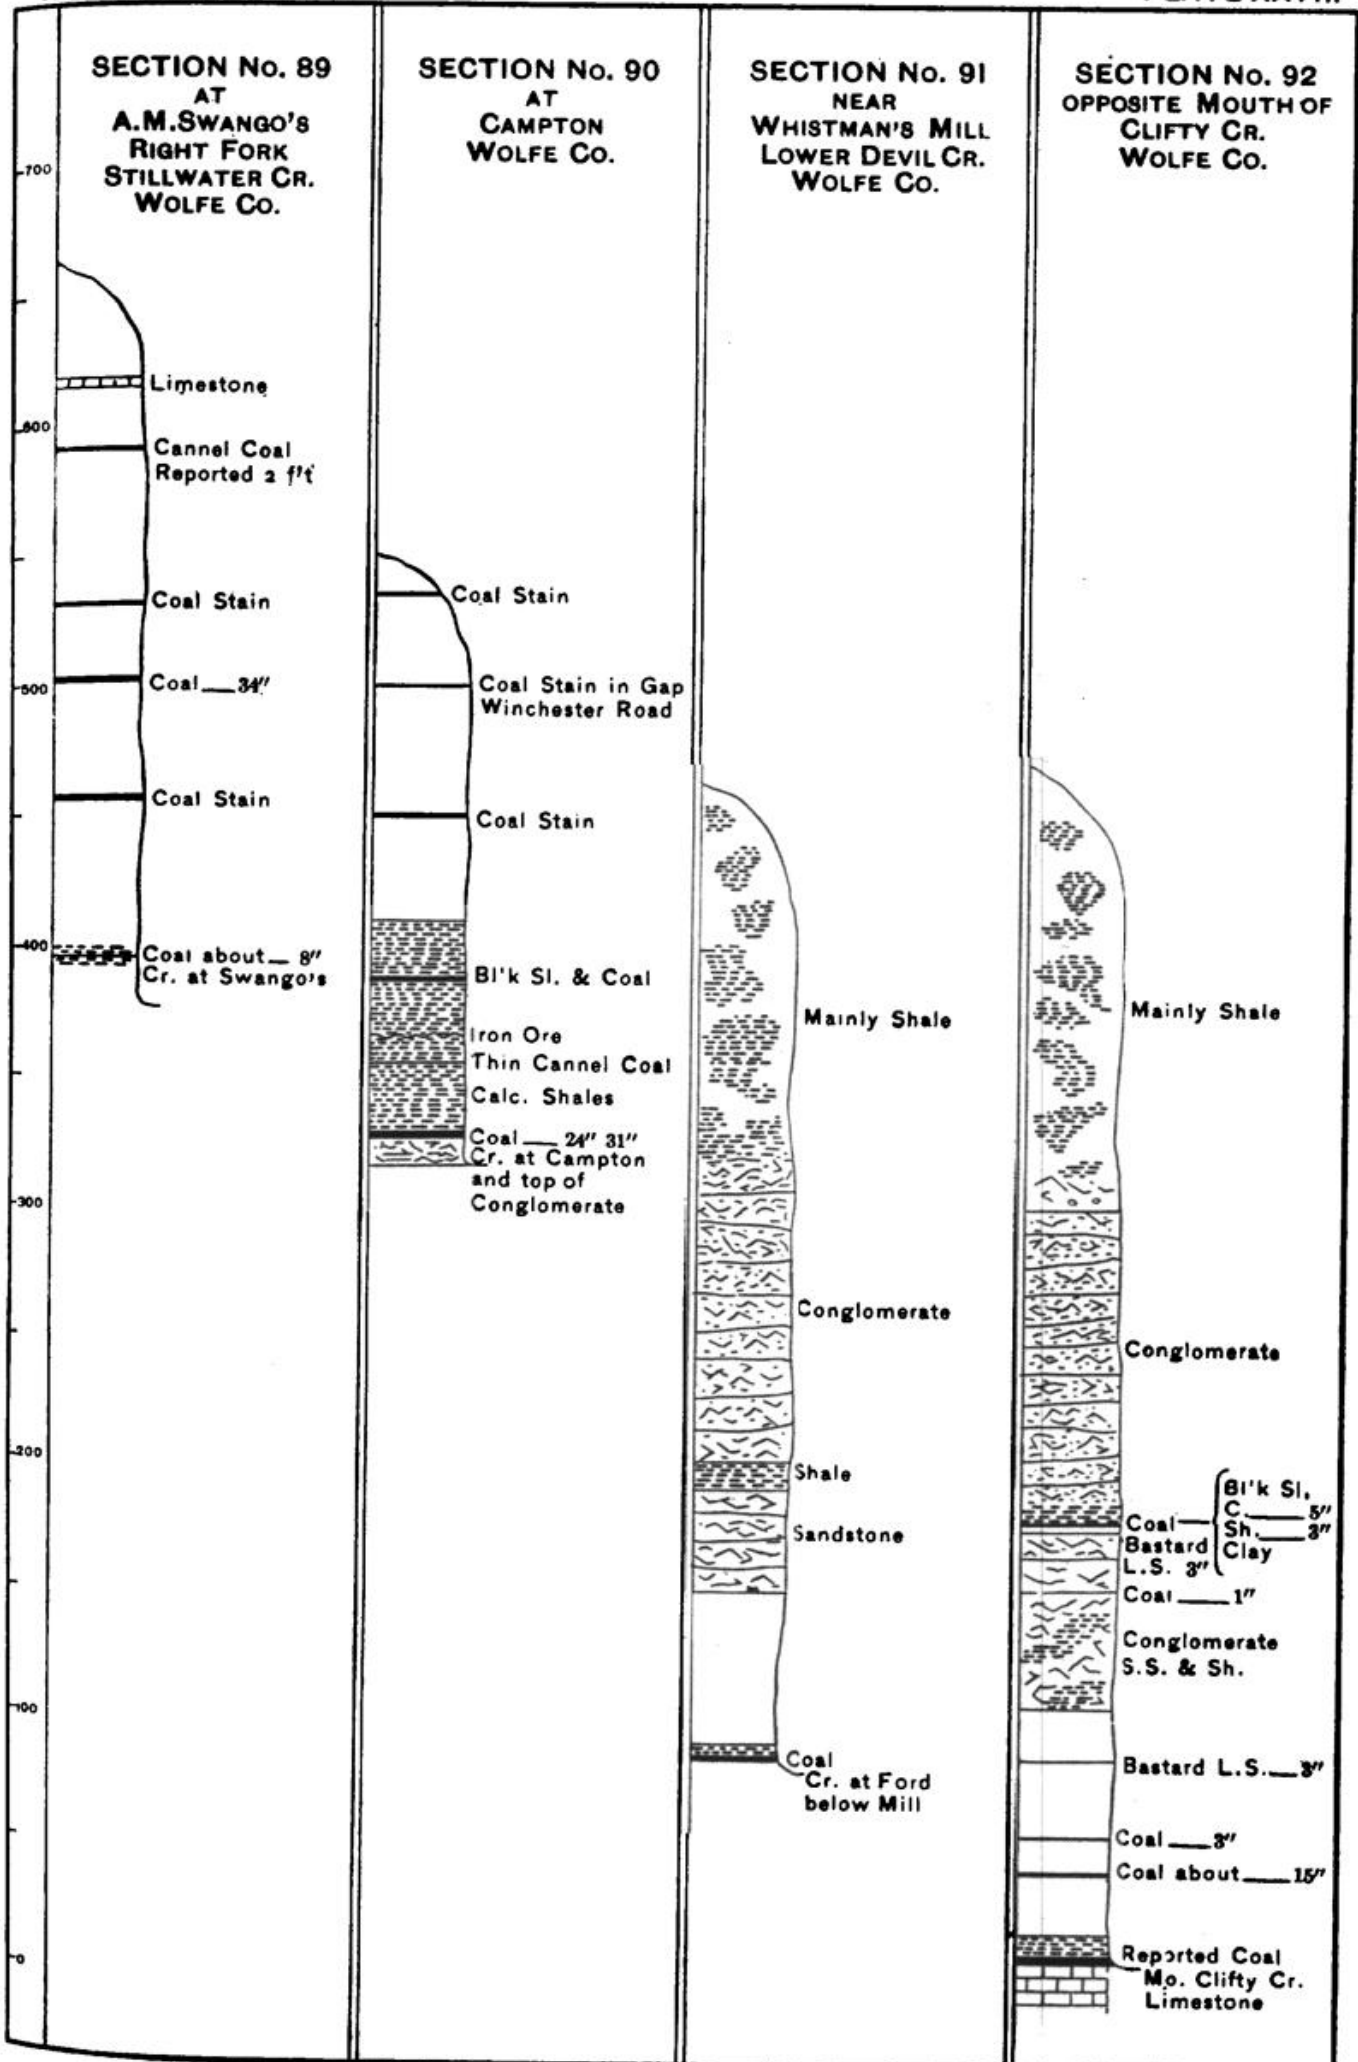 SECTION No. 89
AT
A.M.SWANGO'S
RIGHT FORK
STILLWATER CR.
WOLFE CO.
SECTION No. 90
AT
CAMPTON
WOLFE CO.
SECTION No. 91
NEAR
WHISTMAN'S MILL
LOWER DEVIL CR.
WOLFE CO.
SECTION No. 92
OPPOSITE MOUTH OF
CLIFTY CR.
WOLFE CO.
700
600
500
400
300
200
100
0
Limestone
Cannel Coal
Reported 2 f't
Coal Stain
Coal 34"
Coal Stain
Coal about 8"
Cr. at Swango's
Coal Stain
Coal Stain in Gap
Winchester Road
Coal Stain
Bl'k Sl. & Coal
Iron Ore
Thin Cannel Coal
Calc. Shales
Coal 24" 31"
Cr. at Campton
and top of
Conglomerate
Mainly Shale
Conglomerate
Shale
Sandstone
Coal
Cr. at Ford
below Mill
Mainly Shale
Conglomerate
Coal
Bl'k Sl.
C. 5"
Sh. 3"
Clay
Bastard
L.S. 3"
Coal 1"
Conglomerate
S.S. & Sh.
Bastard L.S. 3"
Coal 3"
Coal about 15"
Reported Coal
Mo. Clifty Cr.
Limestone